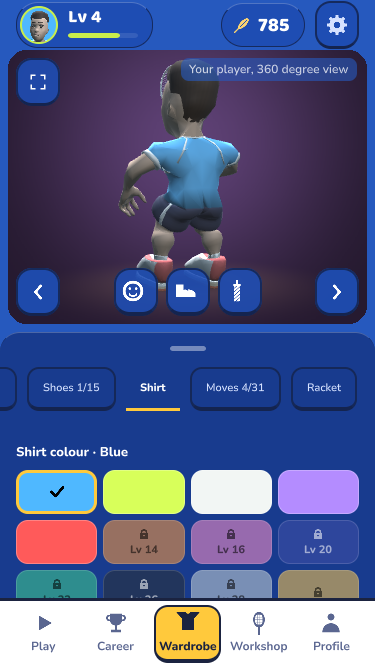 Lv 4
785
Your player, 360 degree view
Shoes 1/15
Shirt
Moves 4/31
Racket
Shirt colour · Blue
Lv 14
Lv 16
Lv 20
Play
Career
Wardrobe
Workshop
Profile